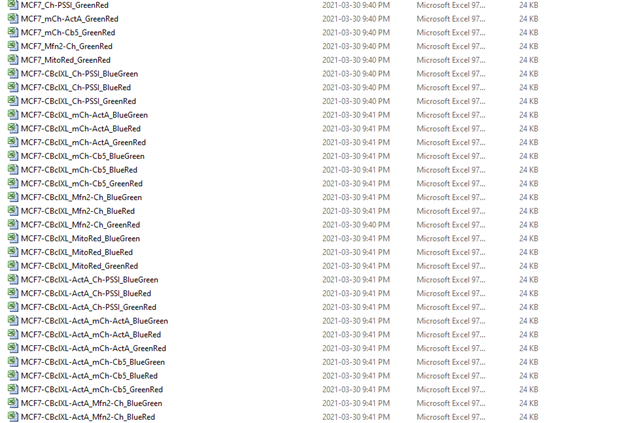 MCF7_Ch-PSSI_GreenRed 2021-03-30 9:40 PM Microsoft Excel 97... 24 KB
MCF7_mCh-ActA_GreenRed 2021-03-30 9:40 PM Microsoft Excel 97... 24 KB
MCF7_mCh-Cb5_GreenRed 2021-03-30 9:40 PM Microsoft Excel 97... 24 KB
MCF7_Mfn2-Ch_GreenRed 2021-03-30 9:40 PM Microsoft Excel 97... 24 KB
MCF7_MitoRed_GreenRed 2021-03-30 9:40 PM Microsoft Excel 97... 24 KB
MCF7-CBclXL_Ch-PSSI_BlueGreen 2021-03-30 9:40 PM Microsoft Excel 97... 24 KB
MCF7-CBclXL_Ch-PSSI_BlueRed 2021-03-30 9:40 PM Microsoft Excel 97... 24 KB
MCF7-CBclXL_Ch-PSSI_GreenRed 2021-03-30 9:40 PM Microsoft Excel 97... 24 KB
MCF7-CBclXL_mCh-ActA_BlueGreen 2021-03-30 9:41 PM Microsoft Excel 97... 24 KB
MCF7-CBclXL_mCh-ActA_BlueRed 2021-03-30 9:41 PM Microsoft Excel 97... 24 KB
MCF7-CBclXL_mCh-ActA_GreenRed 2021-03-30 9:41 PM Microsoft Excel 97... 24 KB
MCF7-CBclXL_mCh-Cb5_BlueGreen 2021-03-30 9:41 PM Microsoft Excel 97... 24 KB
MCF7-CBclXL_mCh-Cb5_BlueRed 2021-03-30 9:41 PM Microsoft Excel 97... 24 KB
MCF7-CBclXL_mCh-Cb5_GreenRed 2021-03-30 9:41 PM Microsoft Excel 97... 24 KB
MCF7-CBclXL_Mfn2-Ch_BlueGreen 2021-03-30 9:41 PM Microsoft Excel 97... 24 KB
MCF7-CBclXL_Mfn2-Ch_BlueRed 2021-03-30 9:41 PM Microsoft Excel 97... 24 KB
MCF7-CBclXL_Mfn2-Ch_GreenRed 2021-03-30 9:40 PM Microsoft Excel 97... 24 KB
MCF7-CBclXL_MitoRed_BlueGreen 2021-03-30 9:41 PM Microsoft Excel 97... 24 KB
MCF7-CBclXL_MitoRed_BlueRed 2021-03-30 9:41 PM Microsoft Excel 97... 24 KB
MCF7-CBclXL_MitoRed_GreenRed 2021-03-30 9:41 PM Microsoft Excel 97... 24 KB
MCF7-CBclXL-ActA_Ch-PSSI_BlueGreen 2021-03-30 9:41 PM Microsoft Excel 97... 24 KB
MCF7-CBclXL-ActA_Ch-PSSI_BlueRed 2021-03-30 9:41 PM Microsoft Excel 97... 24 KB
MCF7-CBclXL-ActA_Ch-PSSI_GreenRed 2021-03-30 9:41 PM Microsoft Excel 97... 24 KB
MCF7-CBclXL-ActA_mCh-ActA_BlueGreen 2021-03-30 9:41 PM Microsoft Excel 97... 24 KB
MCF7-CBclXL-ActA_mCh-ActA_BlueRed 2021-03-30 9:41 PM Microsoft Excel 97... 24 KB
MCF7-CBclXL-ActA_mCh-ActA_GreenRed 2021-03-30 9:41 PM Microsoft Excel 97... 24 KB
MCF7-CBclXL-ActA_mCh-Cb5_BlueGreen 2021-03-30 9:41 PM Microsoft Excel 97... 24 KB
MCF7-CBclXL-ActA_mCh-Cb5_BlueRed 2021-03-30 9:41 PM Microsoft Excel 97... 24 KB
MCF7-CBclXL-ActA_mCh-Cb5_GreenRed 2021-03-30 9:41 PM Microsoft Excel 97... 24 KB
MCF7-CBclXL-ActA_Mfn2-Ch_BlueGreen 2021-03-30 9:41 PM Microsoft Excel 97... 24 KB
MCF7-CBclXL-ActA_Mfn2-Ch_BlueRed 2021-03-30 9:41 PM Microsoft Excel 97... 24 KB